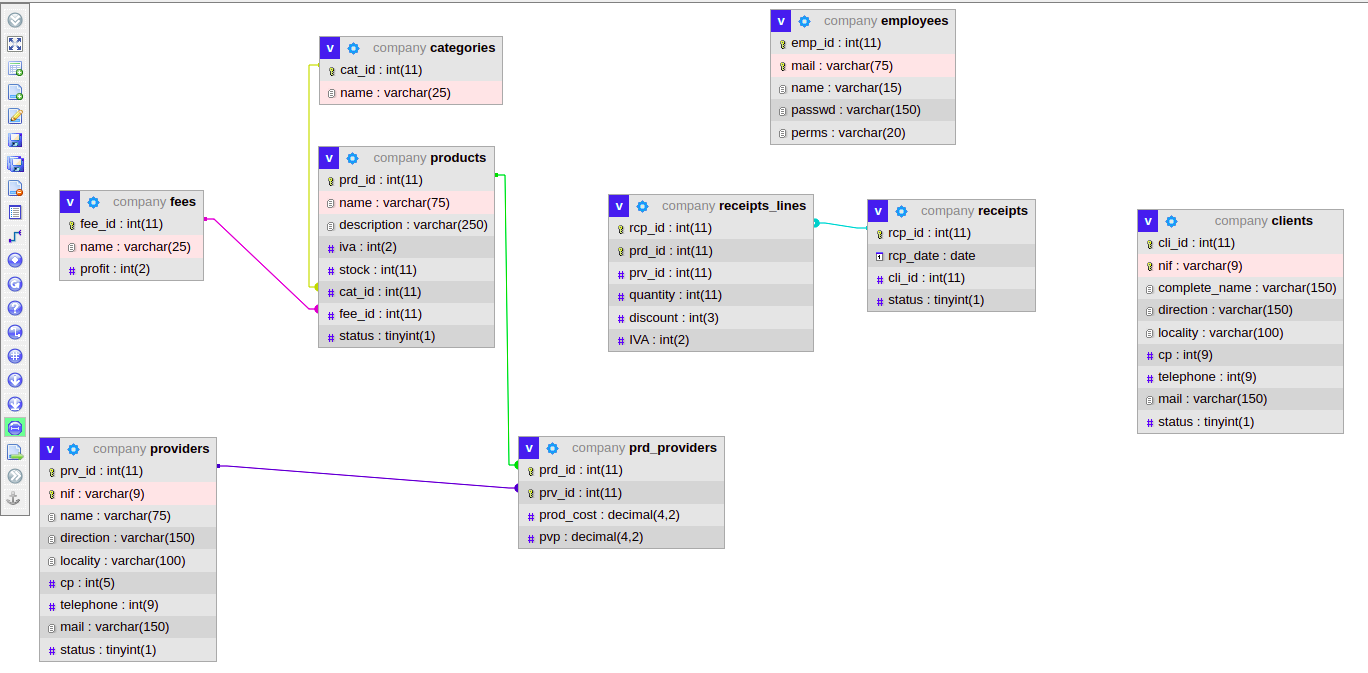 v company employees
emp_id : int(11)
mail : varchar(75)
name : varchar(15)
passwd : varchar(150)
perms : varchar(20)
v company categories
cat_id : int(11)
name : varchar(25)
v company products
prd_id : int(11)
name : varchar(75)
description : varchar(250)
# iva : int(2)
# stock : int(11)
# cat_id : int(11)
# fee_id : int(11)
# status : tinyint(1)
v company fees
fee_id : int(11)
name : varchar(25)
# profit : int(2)
v company receipts_lines
rcp_id : int(11)
prd_id : int(11)
# prv_id : int(11)
# quantity : int(11)
# discount : int(3)
# IVA : int(2)
v company receipts
rcp_id : int(11)
rcp_date : date
# cli_id : int(11)
# status : tinyint(1)
v company clients
cli_id : int(11)
nif : varchar(9)
complete_name : varchar(150)
direction : varchar(150)
locality : varchar(100)
# cp : int(9)
# telephone : int(9)
mail : varchar(150)
# status : tinyint(1)
v company providers
prv_id : int(11)
nif : varchar(9)
name : varchar(75)
direction : varchar(150)
locality : varchar(100)
# cp : int(5)
# telephone : int(9)
mail : varchar(150)
# status : tinyint(1)
v company prd_providers
prd_id : int(11)
prv_id : int(11)
# prod_cost : decimal(4,2)
# pvp : decimal(4,2)